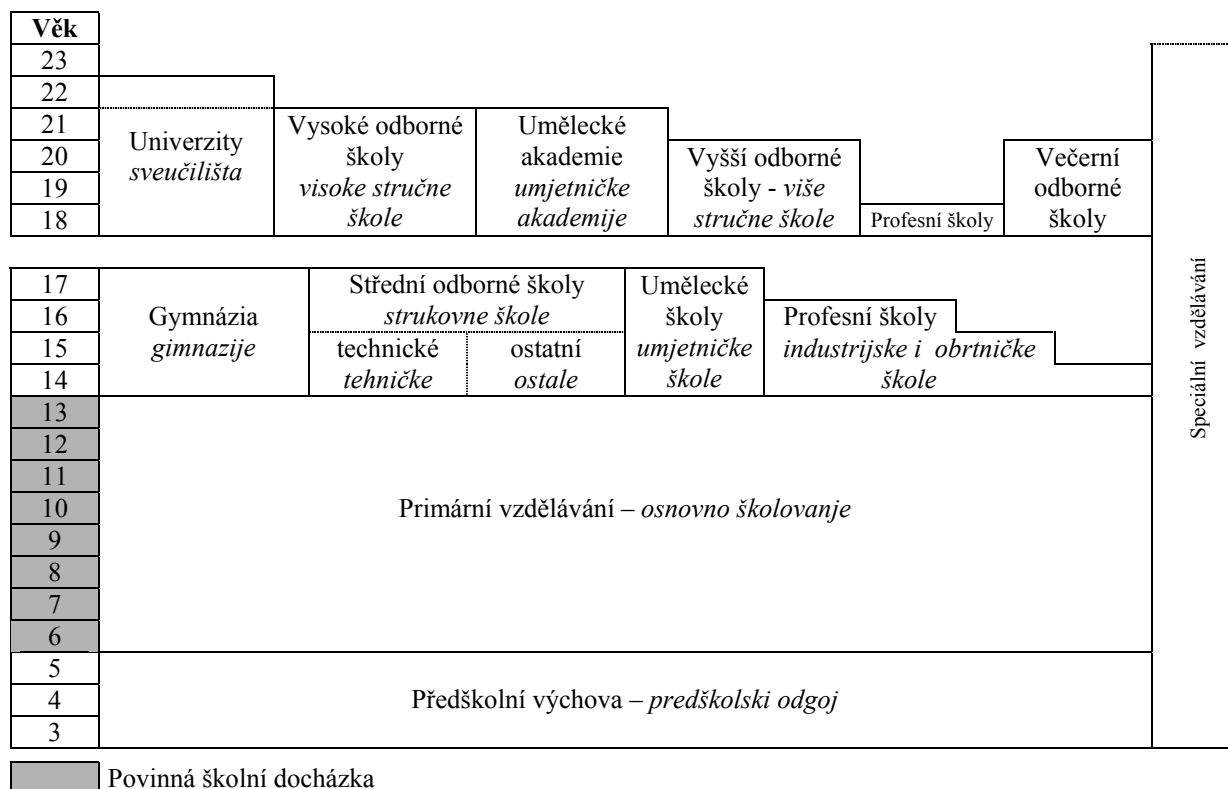 Věk
23
22
21
20
19
18
Univerzity
sveučilišta
Vysoké odborné
školy
visoke stručne
škole
Umělecké
akademie
umjetničke
akademije
Vyšší odborné
školy - više
stručne škole
Profesní školy
Večerní
odborné
školy
17
16
15
14
Gymnázia
gimnazije
Střední odborné školy
strukovne škole
technické
tehničke
ostatní
ostale
Umělecké
školy
umjetničke
škole
Profesní školy
industrijske i obrtničke
škole
13
12
11
10
9
8
7
6
Primární vzdělávání – osnovno školovanje
5
4
3
Předškolní výchova – predškolski odgoj
Speciální vzdělávání
Povinná školní docházka